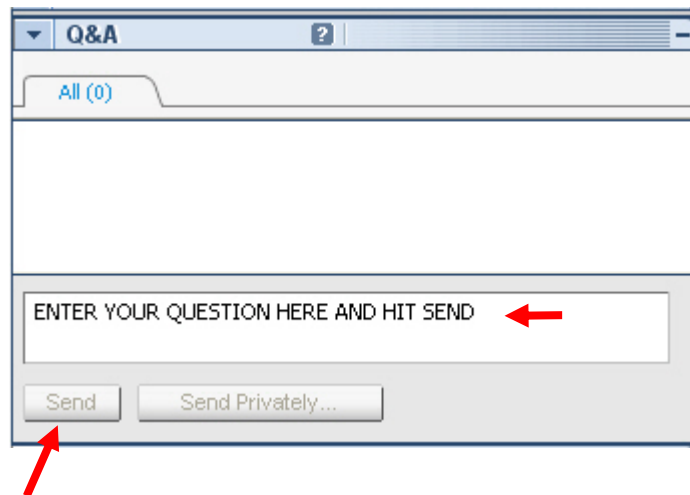 Q&A ?
All (0)
ENTER YOUR QUESTION HERE AND HIT SEND
Send Send Privately...